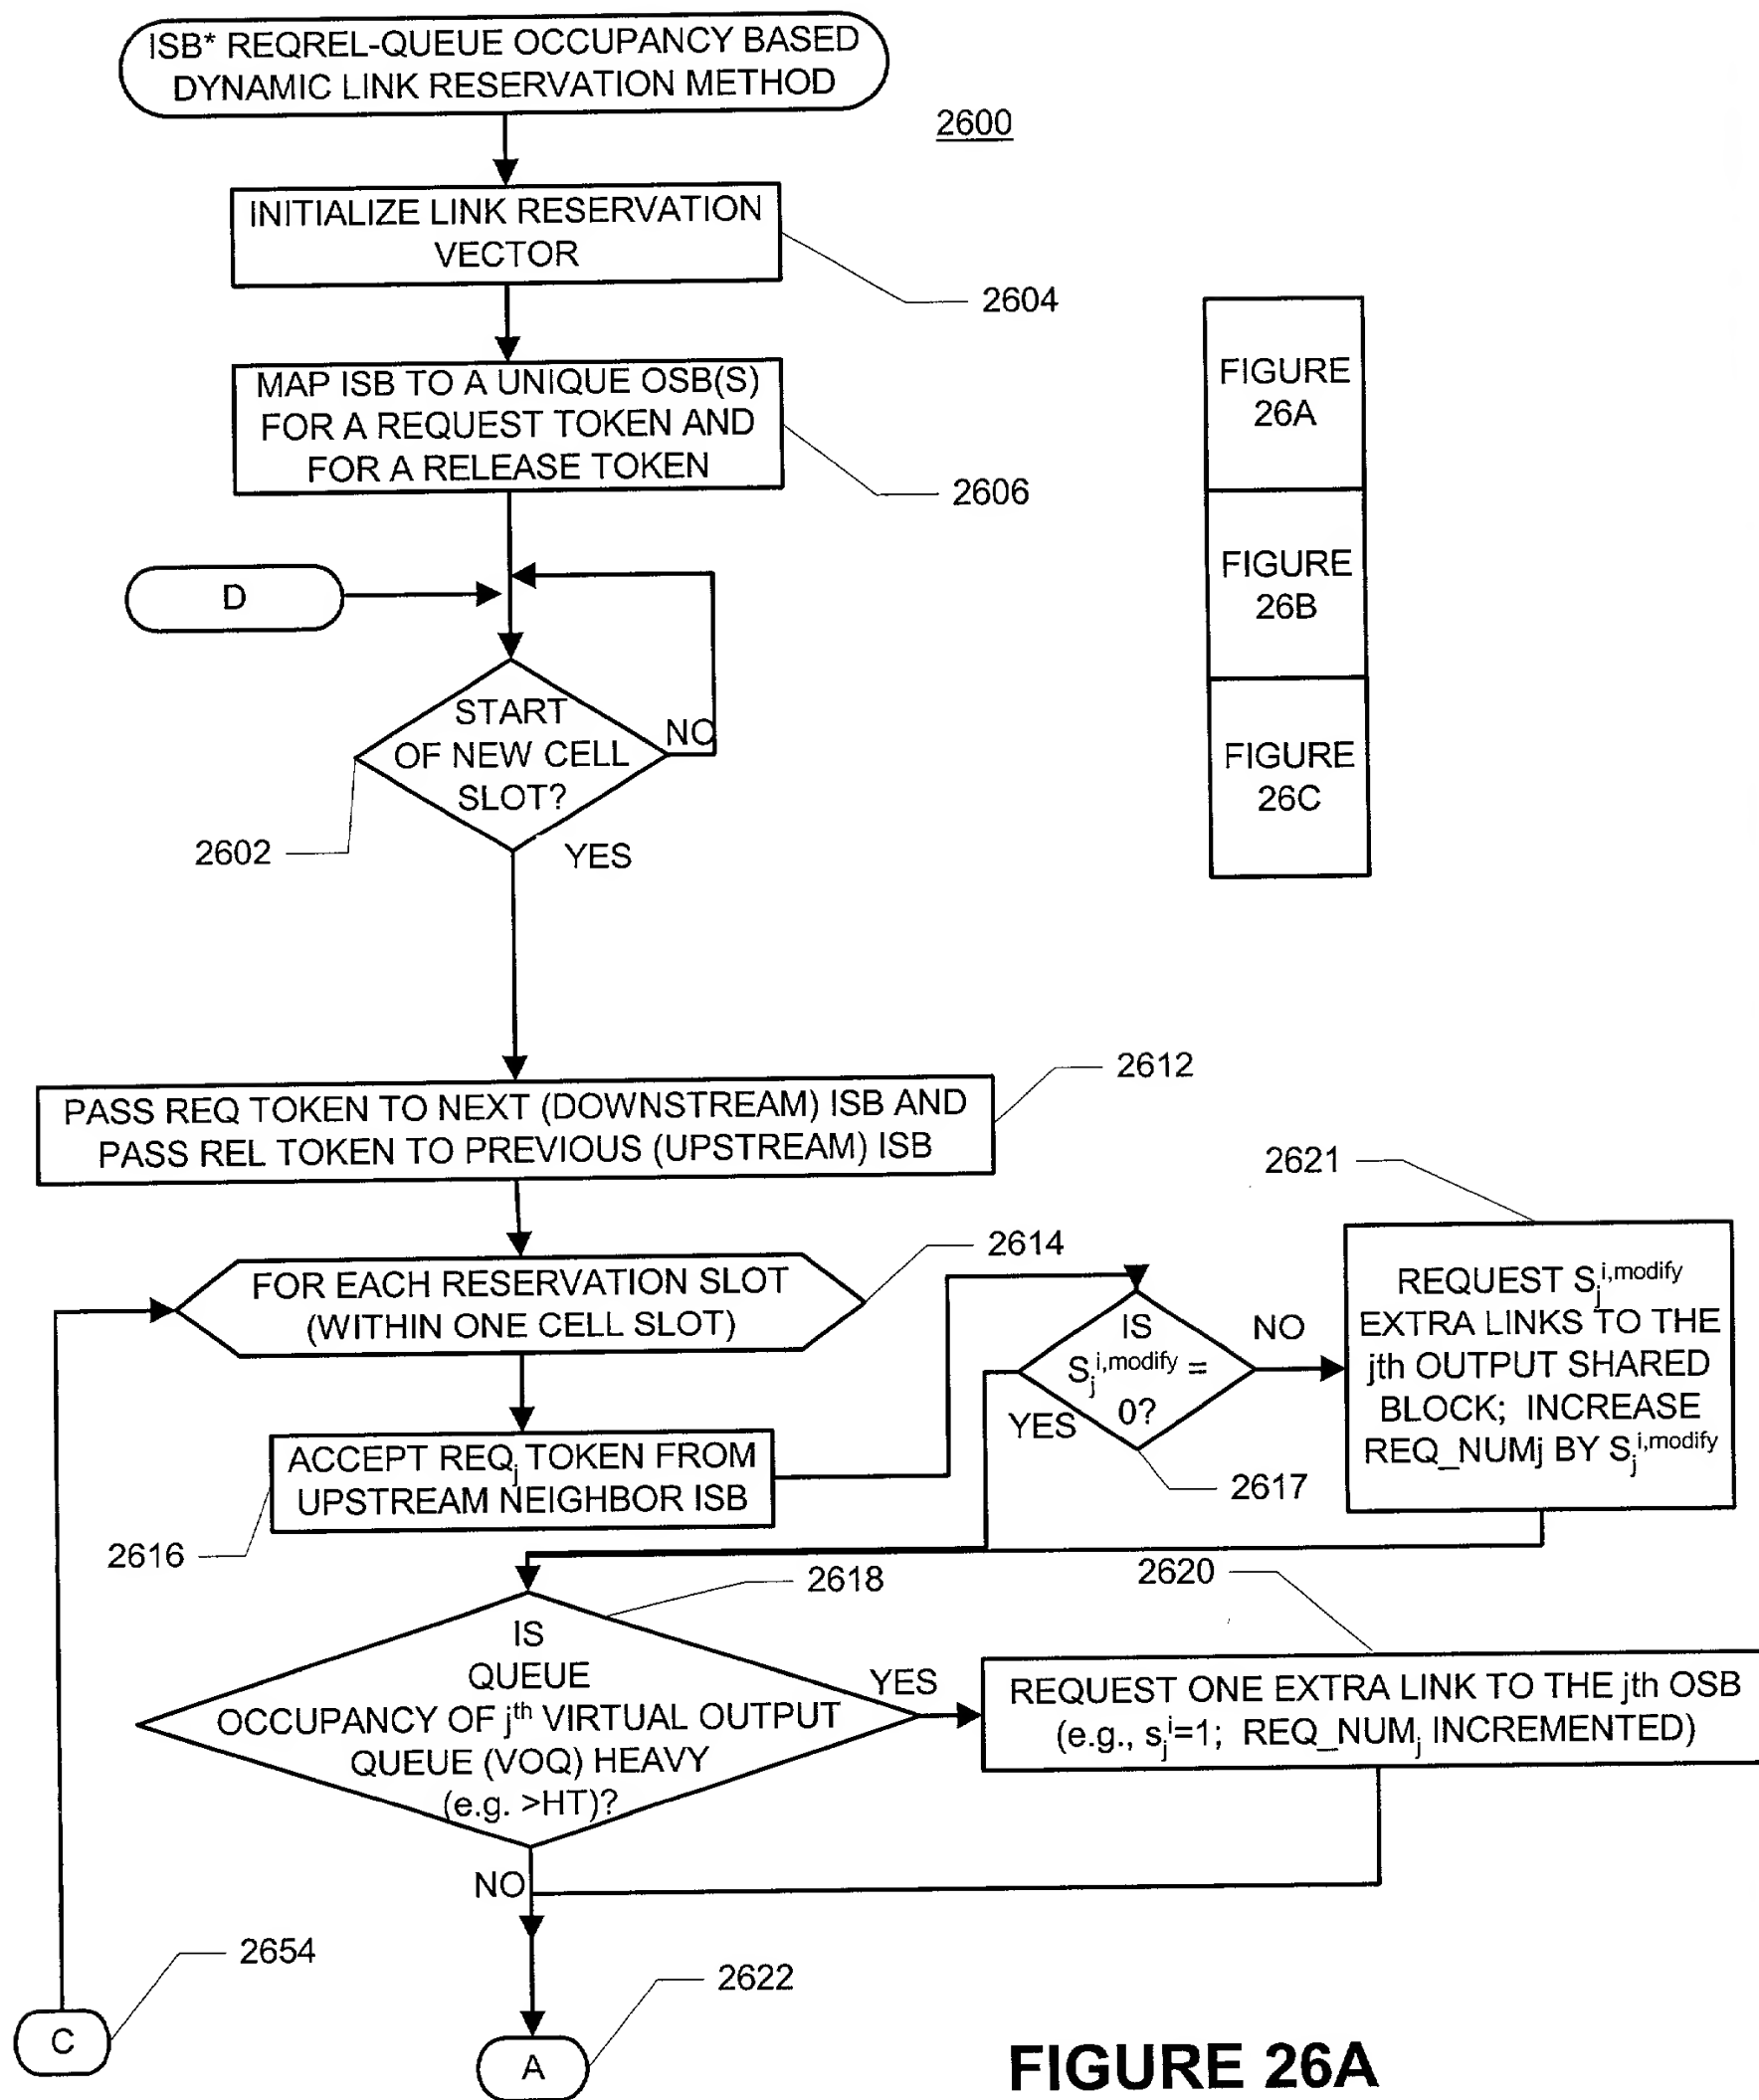 ISB* REQREL-QUEUE OCCUPANCY BASED
DYNAMIC LINK RESERVATION METHOD
2600
INITIALIZE LINK RESERVATION
VECTOR
2604
MAP ISB TO A UNIQUE OSB(S)
FOR A REQUEST TOKEN AND
FOR A RELEASE TOKEN
2606
FIGURE
26A
FIGURE
26B
FIGURE
26C
D
START
OF NEW CELL
SLOT?
NO
2602
YES
2612
PASS REQ TOKEN TO NEXT (DOWNSTREAM) ISB AND
PASS REL TOKEN TO PREVIOUS (UPSTREAM) ISB
2614
FOR EACH RESERVATION SLOT
(WITHIN ONE CELL SLOT)
2616
ACCEPT REQj TOKEN FROM
UPSTREAM NEIGHBOR ISB
IS
Sj^i,modify =
0?
NO
YES
2617
2621
REQUEST Sj^i,modify
EXTRA LINKS TO THE
jth OUTPUT SHARED
BLOCK; INCREASE
REQ_NUMj BY Sj^i,modify
2618
IS
QUEUE
OCCUPANCY OF jth VIRTUAL OUTPUT
QUEUE (VOQ) HEAVY
(e.g. >HT)?
YES
NO
2620
REQUEST ONE EXTRA LINK TO THE jth OSB
(e.g., sj^i=1; REQ_NUMj INCREMENTED)
2654
C
2622
A
FIGURE 26A